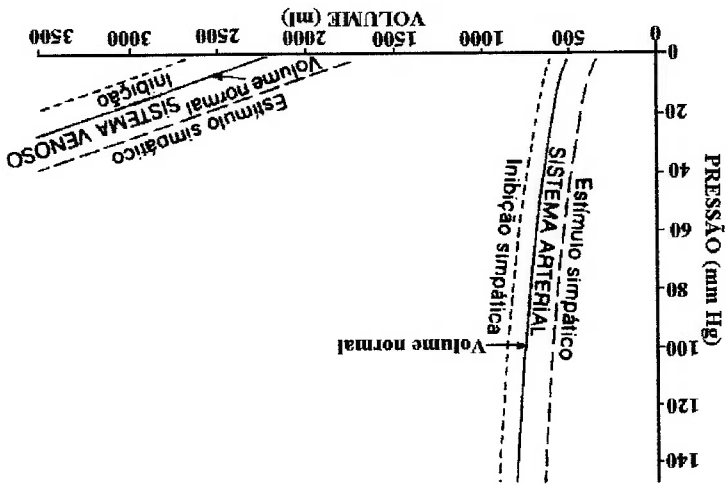 PRESSÃO (mm Hg)
140
120
100
80
60
40
20
0
Estímulo simpático
SISTEMA ARTERIAL
Inibição simpática
Volume normal
Estímulo simpático
SISTEMA VENOSO
Volume normal
Inibição
0
500
1000
1500
2000
2500
3000
3500
VOLUME (ml)